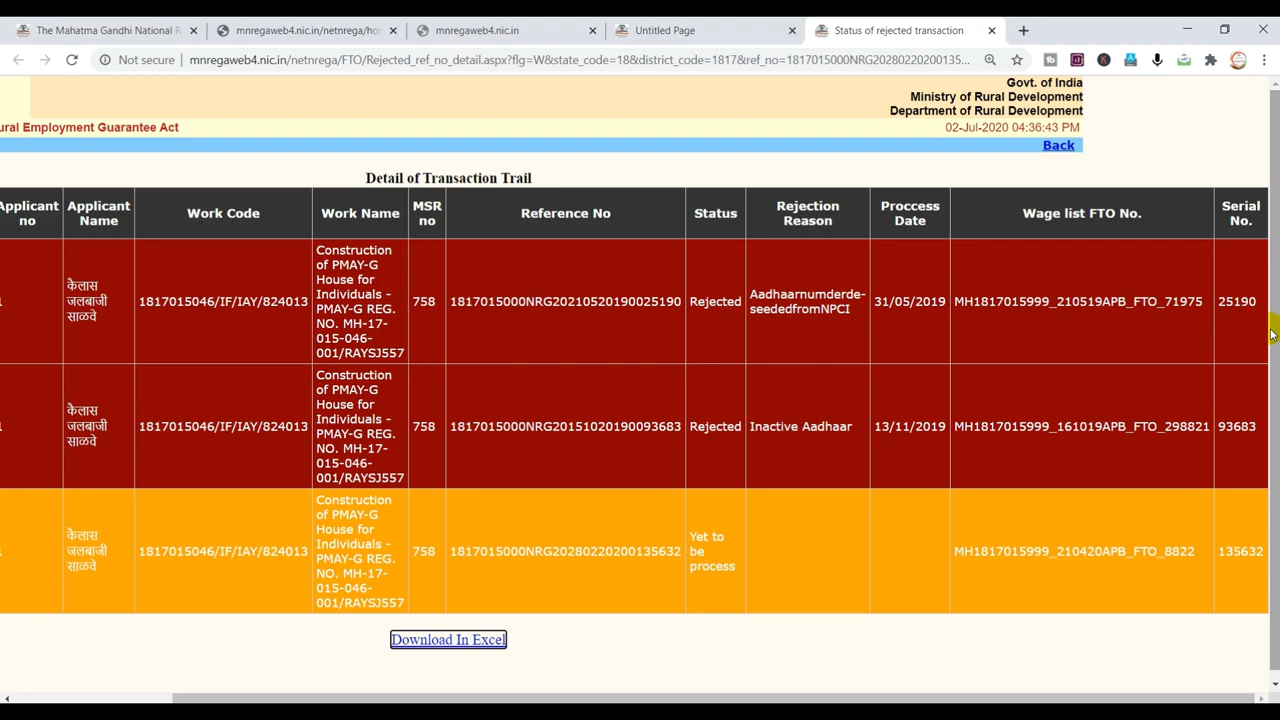 The Mahatma Gandhi National R
mnregaweb4.nic.in/netnrega/hor
mnregaweb4.nic.in
Untitled Page
Status of rejected transaction
Not secure
mnregaweb4.nic.in/netnrega/FTO/Rejected_ref_no_detail.aspx?flg=W&state_code=18&district_code=1817&ref_no=1817015000NRG20280220200135...
Govt. of India
Ministry of Rural Development
Department of Rural Development
ural Employment Guarantee Act
02-Jul-2020 04:36:43 PM
Back
Detail of Transaction Trail
Applicant
no
Applicant
Name
Work Code
Work Name
MSR
no
Reference No
Status
Rejection
Reason
Proccess
Date
Wage list FTO No.
Serial
No.
1
कैलास
जलबाजी
साळवे
1817015046/IF/IAY/824013
Construction
of PMAY-G
House for
Individuals -
PMAY-G REG.
NO. MH-17-
015-046-
001/RAYSJ557
758
1817015000NRG20210520190025190
Rejected
Aadhaarnumderde-
seededfromNPCI
31/05/2019
MH1817015999_210519APB_FTO_71975
25190
1
कैलास
जलबाजी
साळवे
1817015046/IF/IAY/824013
Construction
of PMAY-G
House for
Individuals -
PMAY-G REG.
NO. MH-17-
015-046-
001/RAYSJ557
758
1817015000NRG20151020190093683
Rejected
Inactive Aadhaar
13/11/2019
MH1817015999_161019APB_FTO_298821
93683
1
कैलास
जलबाजी
साळवे
1817015046/IF/IAY/824013
Construction
of PMAY-G
House for
Individuals -
PMAY-G REG.
NO. MH-17-
015-046-
001/RAYSJ557
758
1817015000NRG20280220200135632
Yet to
be
process
MH1817015999_210420APB_FTO_8822
135632
Download In Excel